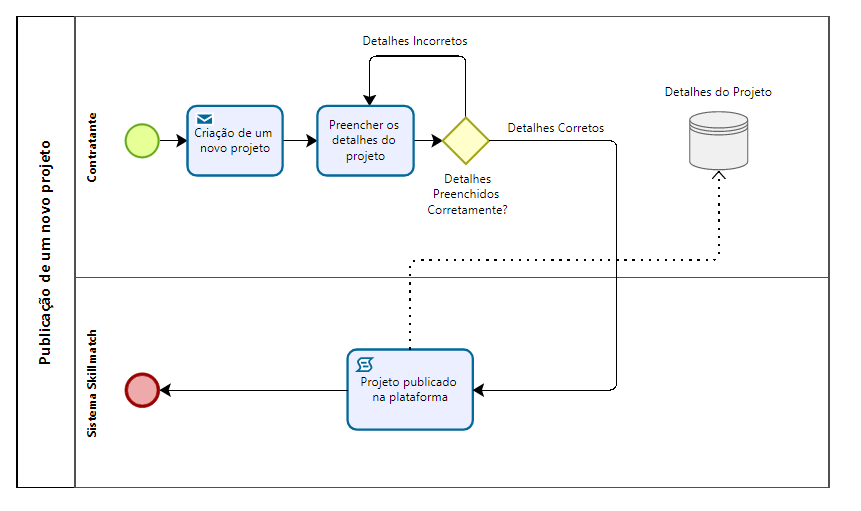 Publicação de um novo projeto
Contratante
Detalhes Incorretos
Criação de um
novo projeto
Preencher os
detalhes do
projeto
Detalhes
Preenchidos
Corretamente?
Detalhes Corretos
Detalhes do Projeto
Sistema Skillmatch
Projeto publicado
na plataforma